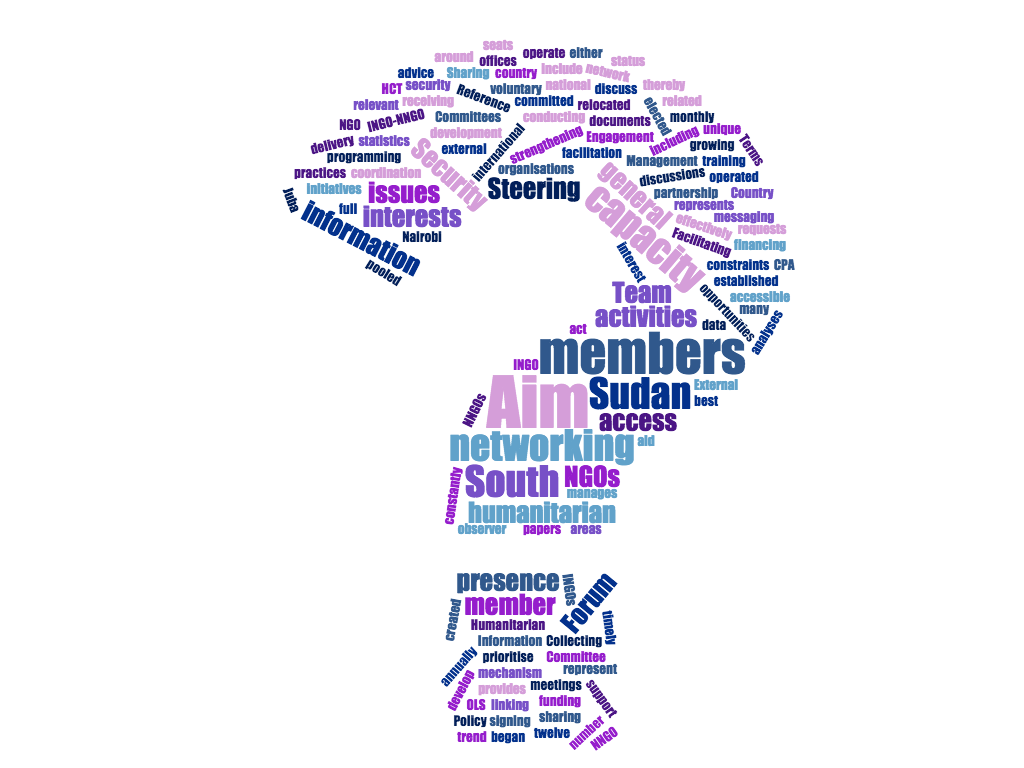 seats
around
offices
operate
either
status
advice
Sharing
country
include
network
HCT
security
Reference
voluntary
national
discuss
thereby
relevant
receiving
committed
relocated
elected
related
NGO
INGO-NNGO
Committees
conducting
documents
monthly
delivery
statistics
development
international
strengthening
Engagement
including
unique
Terms
programming
Security
external
facilitation
growing
practices
coordination
organisations
general
Management
training
Juba
initiatives
issues
Steering
discussions
operated
full
interests
capacity
partnership
Country
information
Nairobi
represents
messaging
pooled
effectively
requests
Facilitating
financing
interest
constraints
CPA
established
Team
opportunities
accessible
many
activities
data
analyses
act
members
INGO
Aim
Sudan
External
best
NNGOs
access
networking
aid
South
NGOs
constantly
manages
humanitarian
observer
papers
areas
presence
INGOs
Forum
member
created
Humanitarian
timely
Information
Collecting
annually
prioritise
Committee
mechanism
represent
develop
provides
meetings
support
OLS
linking
funding
Policy
signing
sharing
trend
began
twelve
number
NNGO